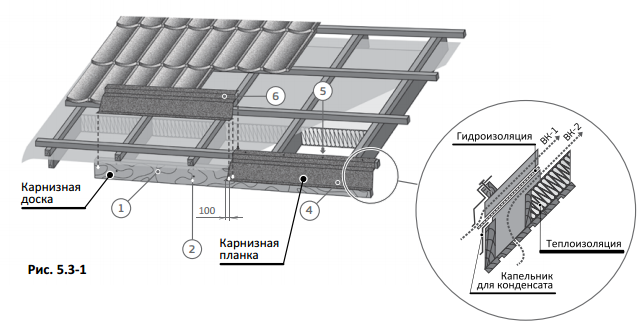 6
5
Гидроизоляция
ВК-1
ВК-2
Карнизная
доска
1
100
4
2
Карнизная
планка
Теплоизоляция
Капельник
для конденсата
Рис. 5.3-1